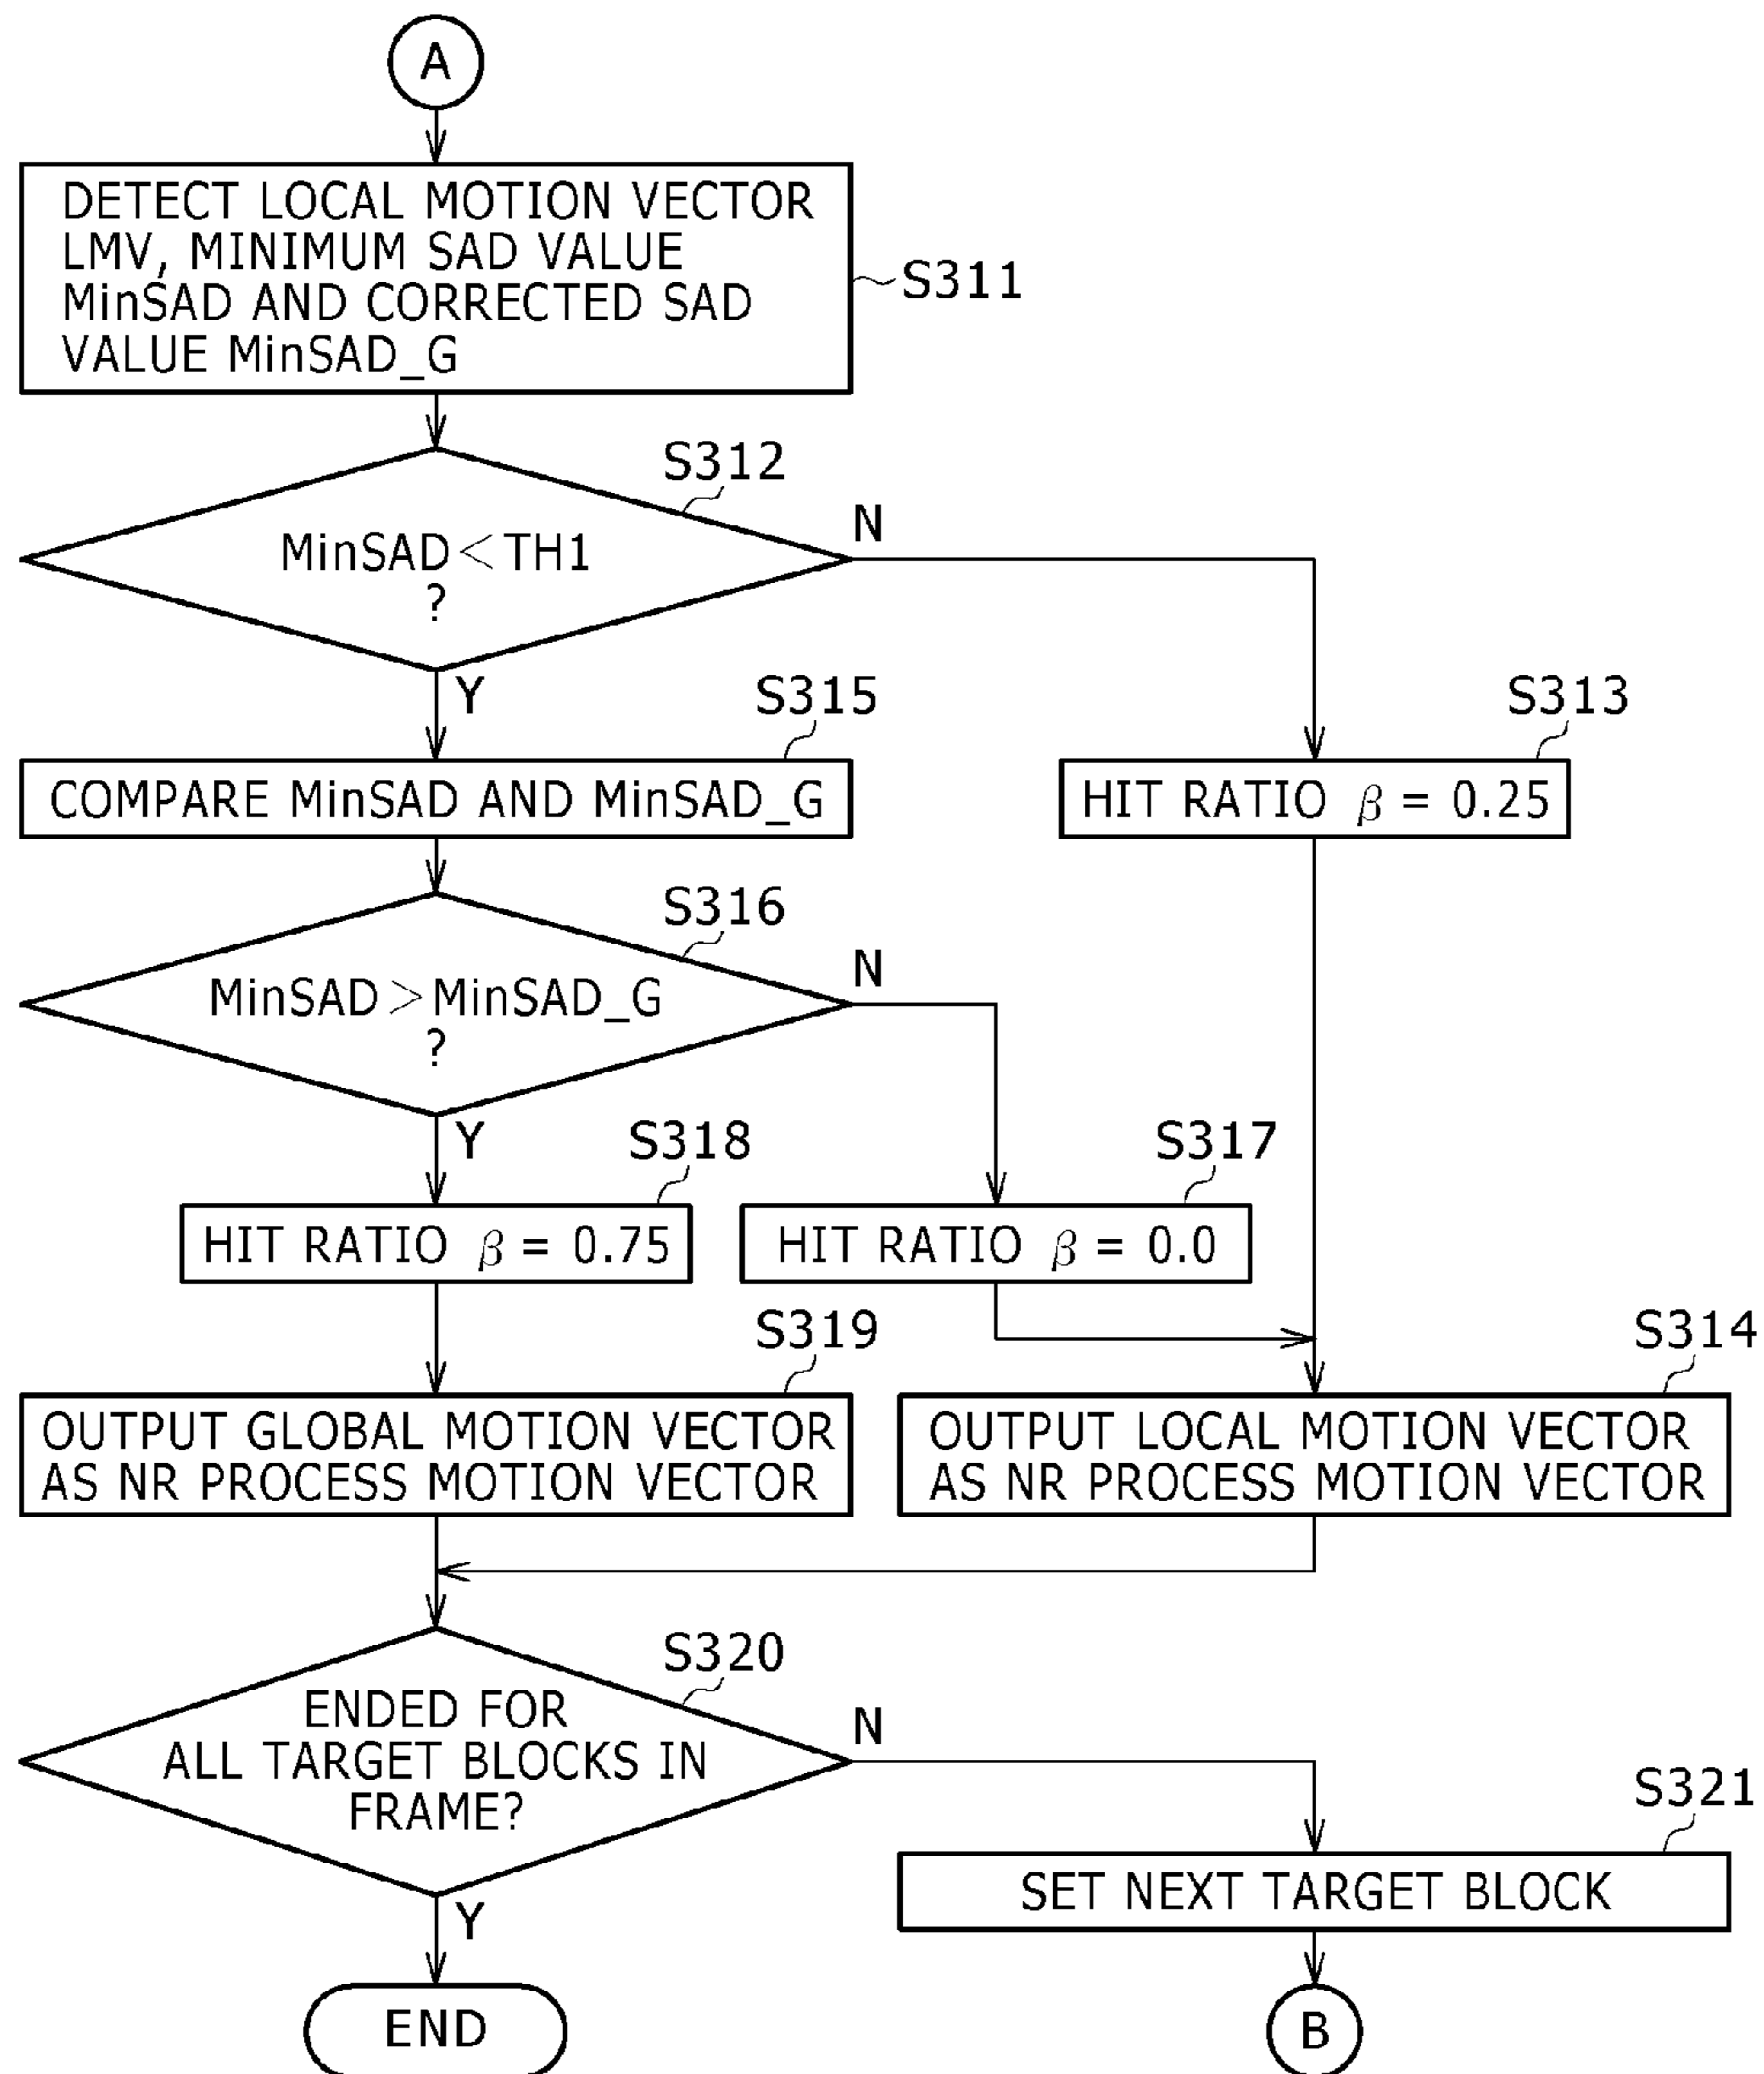 A
DETECT LOCAL MOTION VECTOR
LMV, MINIMUM SAD VALUE
MinSAD AND CORRECTED SAD
VALUE MinSAD_G
S311
S312
MinSAD<TH1
?
N
Y
S315
COMPARE MinSAD AND MinSAD_G
S313
HIT RATIO β = 0.25
S316
MinSAD>MinSAD_G
?
N
Y
S318
HIT RATIO β = 0.75
S317
HIT RATIO β = 0.0
S319
OUTPUT GLOBAL MOTION VECTOR
AS NR PROCESS MOTION VECTOR
S314
OUTPUT LOCAL MOTION VECTOR
AS NR PROCESS MOTION VECTOR
S320
ENDED FOR
ALL TARGET BLOCKS IN
FRAME?
N
Y
S321
SET NEXT TARGET BLOCK
END
B